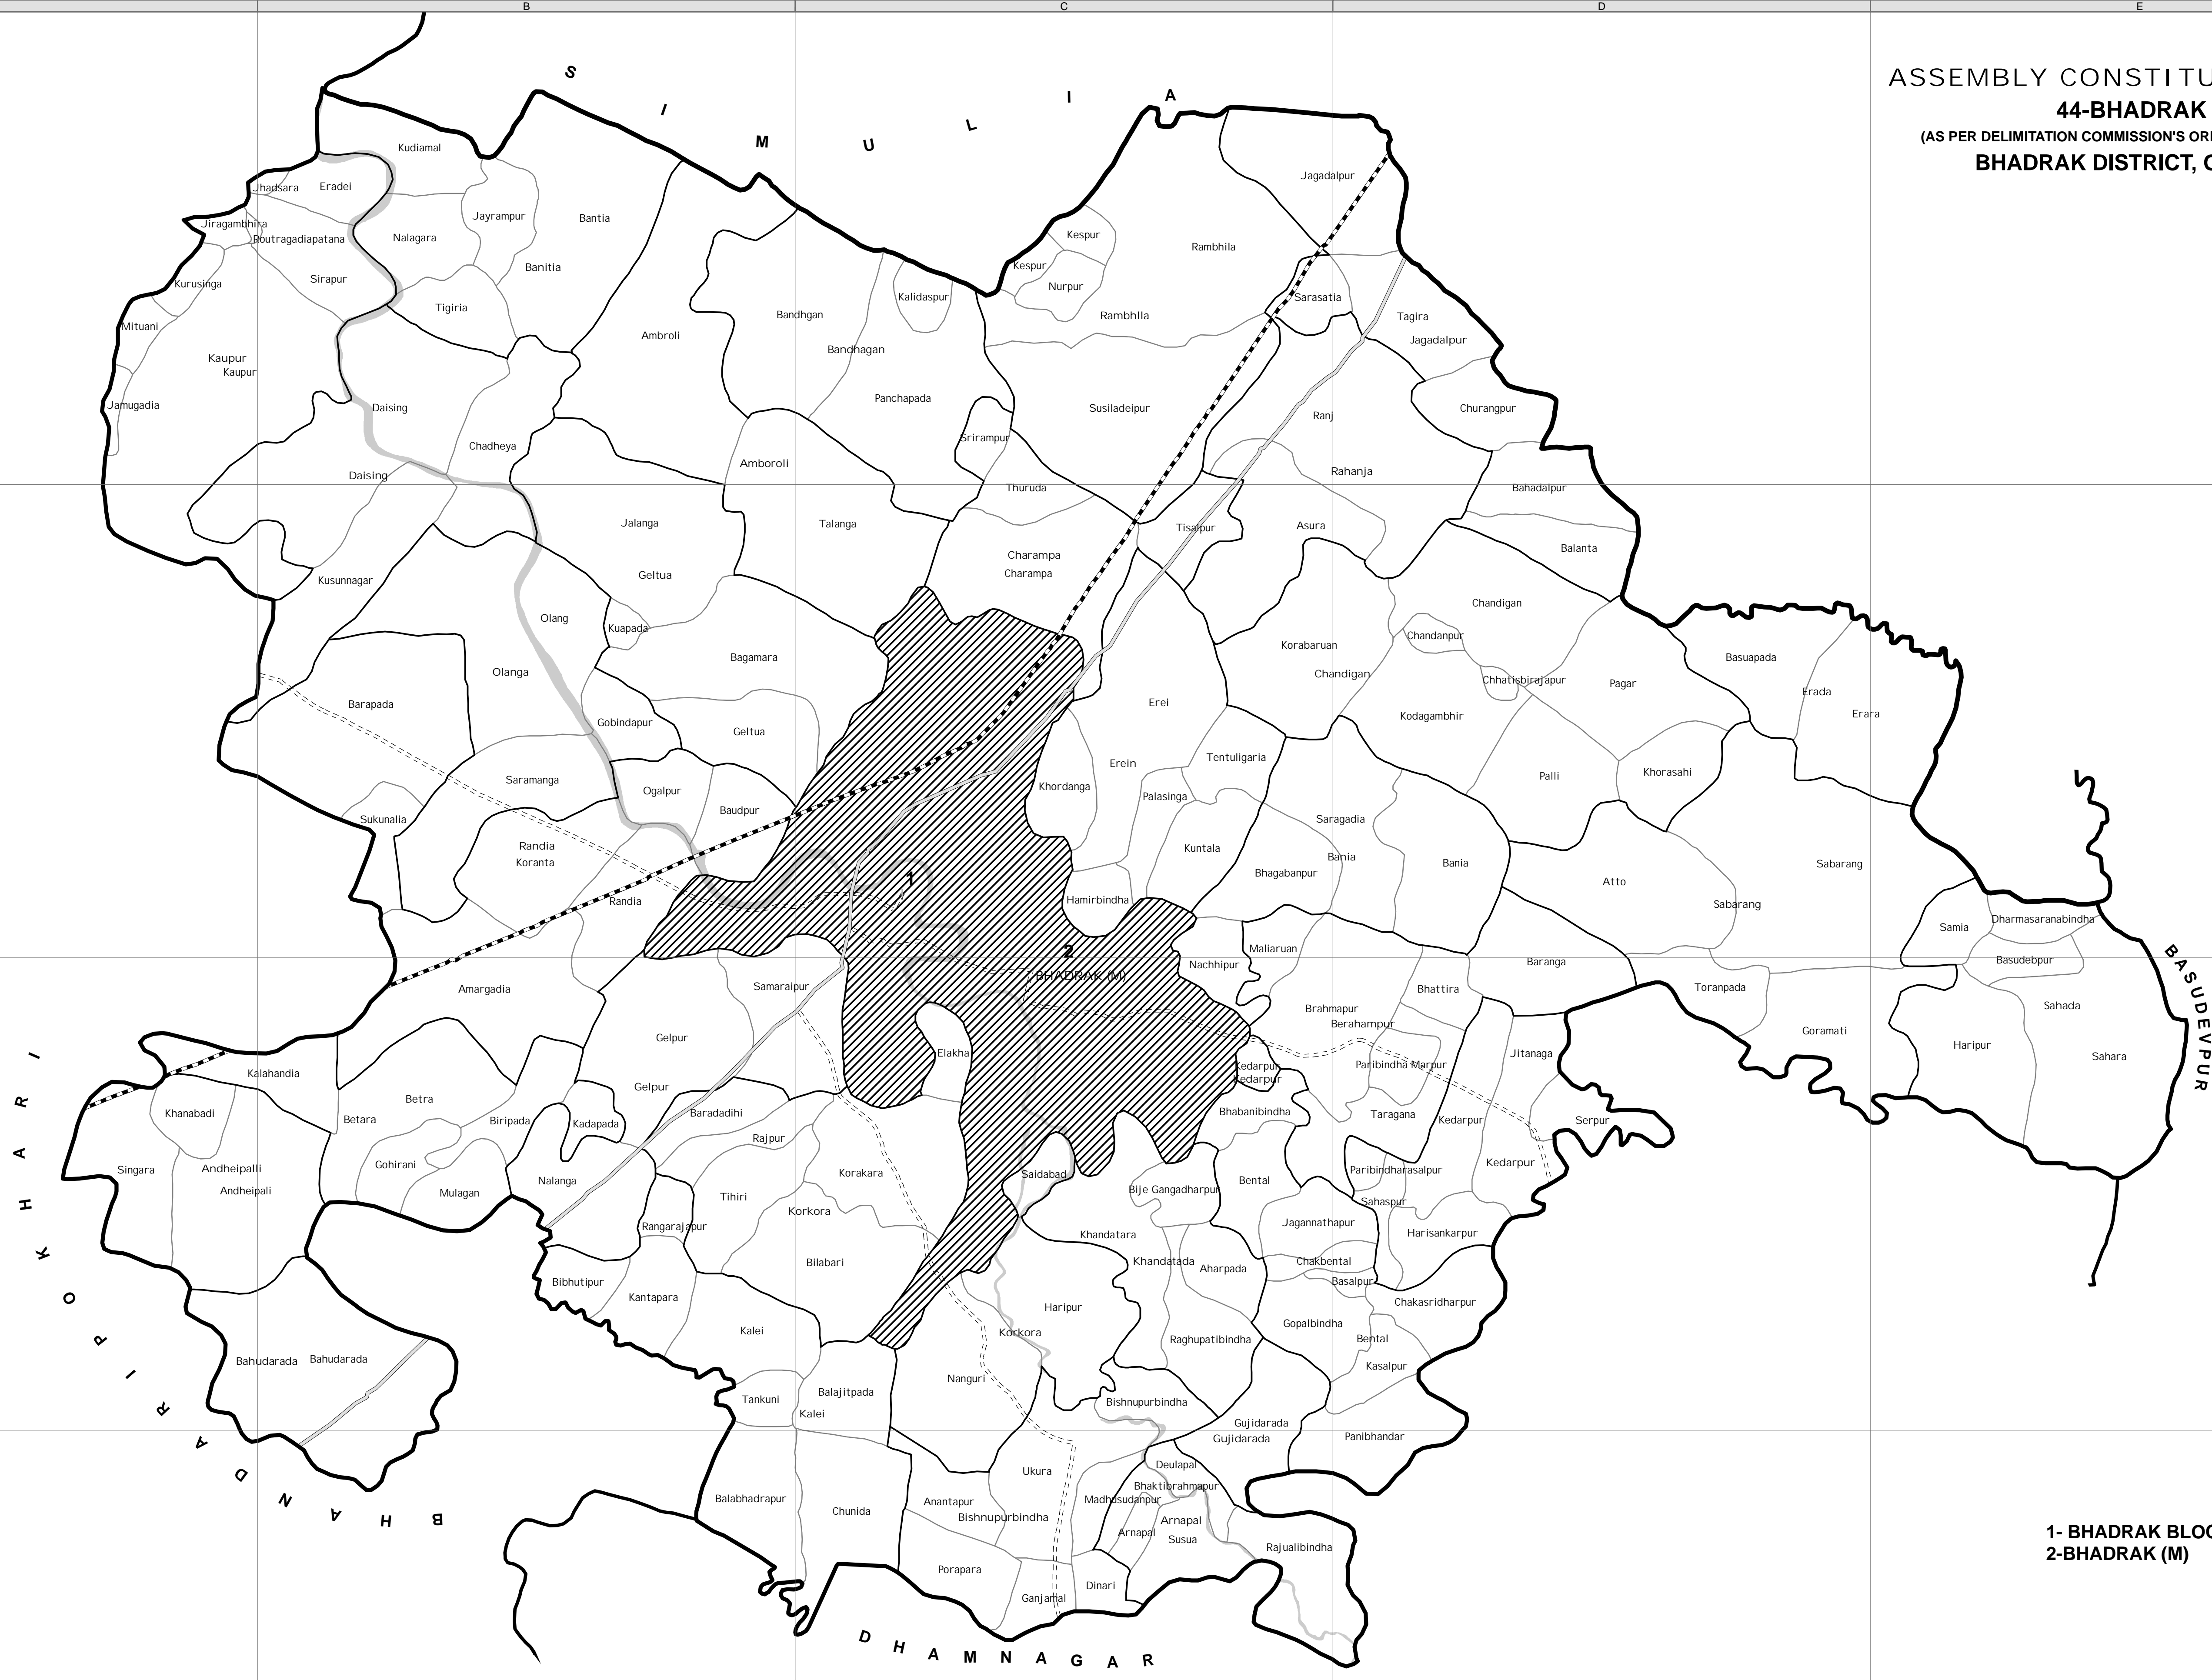 B C D E
ASSEMBLY CONSTITU
44-BHADRAK
(AS PER DELIMITATION COMMISSION'S OR
BHADRAK DISTRICT,
SIMULIA
Kudiamal
Jhadsara
Eradei
Jiragambhira
Routragadiapatana
Nalagara
Jayrampur
Bantia
Banitia
Kurusinga
Sirapur
Tigiria
Mituani
Kaupur
Kaupur
Jamugadia
Daising
Daising
Chadheya
Ambroli
Bandhgan
Kalidaspur
Bandhagan
Panchapada
Kespur
Kespur
Nurpur
Rambhila
Rambhlla
Jagadalpur
Sarasatia
Tagira
Jagadalpur
Susiladeipur
Srirampur
Ranj
Churangpur
Amboroli
Thuruda
Rahanja
Bahadalpur
Jalanga
Talanga
Tisalpur
Asura
Balanta
Charampa
Charampa
Kusunnagar
Geltua
Olang
Kuapada
Chandigan
Chandanpur
Korabaruan
Chandigan
Bagamara
Olanga
Chhatisbirajapur
Pagar
Basuapada
Erada
Erara
Barapada
Erei
Kodagambhir
Gobindapur
Geltua
Erein
Tentuligaria
Saramanga
Ogalpur
Baudpur
Khordanga
Palasinga
Palli
Khorasahi
Sukunalia
Saragadia
Randia
Koranta
Kuntala
Bania
Bania
Bhagabanpur
Atto
Sabarang
Sabarang
Randia
1
Hamirbindha
Samia
Dharmasaranabindha
2
BHADRAK (M)
Nachhipur
Maliaruan
Baranga
Basudebpur
Amargadia
Samaraipur
Bhattira
Toranpada
Sahada
Gelpur
Brahmapur
Berahampur
Goramati
Haripur
Sahara
Elakha
Kalahandia
Kedarpur
Kedarpur
Paribindha
Marpur
Jitanaga
Gelpur
Khanabadi
Betra
Betara
Biripada
Kadapada
Baradadihi
Bhabanibindha
Taragana
Kedarpur
Serpur
Rajpur
Gohirani
Singara
Andheipalli
Andheipali
Mulagan
Nalanga
Korakara
Saidabad
Bije Gangadharpur
Bental
Paribindharasalpur
Kedarpur
Tihiri
Korkora
Rangarajapur
Sahaspur
Jagannathapur
Khandatara
Harisankarpur
Bilabari
Khandatada
Aharpada
Chakbental
Basalpur
Bibhutipur
Kantapara
Chakasridharpur
Haripur
Gopalbindha
Kalei
Korkora
Raghupatibindha
Bental
Kasalpur
Bahudarada
Bahudarada
Nanguri
Tankuni
Balajitpada
Kalei
Bishnupurbindha
Gujidarada
Gujidarada
Panibhandar
Ukura
Deulapal
Bhaktibrahmapur
Balabhadrapur
Chunida
Anantapur
Bishnupurbindha
Madhusudanpur
Arnapal
Arnapal
Susua
Rajualibindha
Porapara
Ganjamal
Dinari
BASUDEVPUR
BHANDARIPOKHARI
DHAMNAGAR
1- BHADRAK BLOC
2-BHADRAK (M)